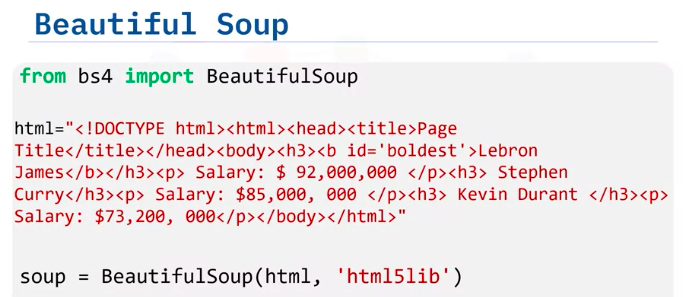 Beautiful Soup
from bs4 import BeautifulSoup
html="<!DOCTYPE html><html><head><title>Page
Title</title></head><body><h3><b id='boldest'>Lebron
James</b></h3><p> Salary: $ 92,000,000 </p><h3> Stephen
Curry</h3><p> Salary: $85,000, 000 </p><h3> Kevin Durant </h3><p>
Salary: $73,200, 000</p></body></html>"
soup = BeautifulSoup(html, 'html5lib')